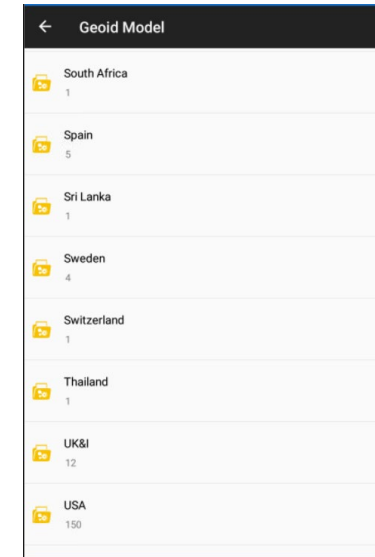 Geoid Model
South Africa
1
Spain
5
Sri Lanka
1
Sweden
4
Switzerland
1
Thailand
1
UK&I
12
USA
150